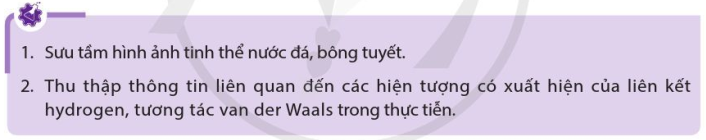 1. Sưu tầm hình ảnh tinh thể nước đá, bông tuyết.
2. Thu thập thông tin liên quan đến các hiện tượng có xuất hiện của liên kết
hydrogen, tương tác van der Waals trong thực tiễn.